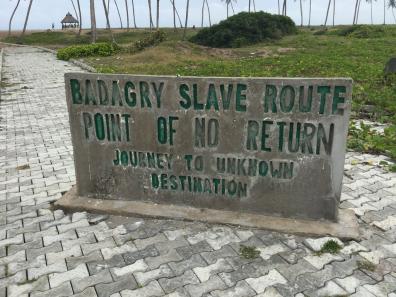 BADAGRY SLAVE ROUTE
POINT OF NO RETURN
JOURNEY TO UNKNOWN
DESTINATION